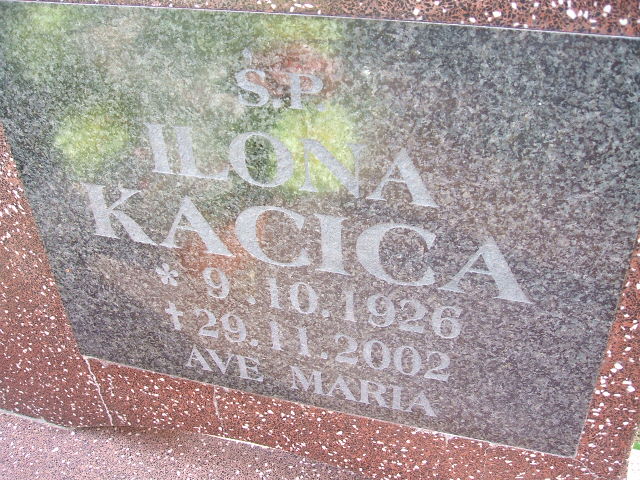 Ś.P.
ILONA
KACICA
* 9.10.1926
†29.11.2002
AVE MARIA